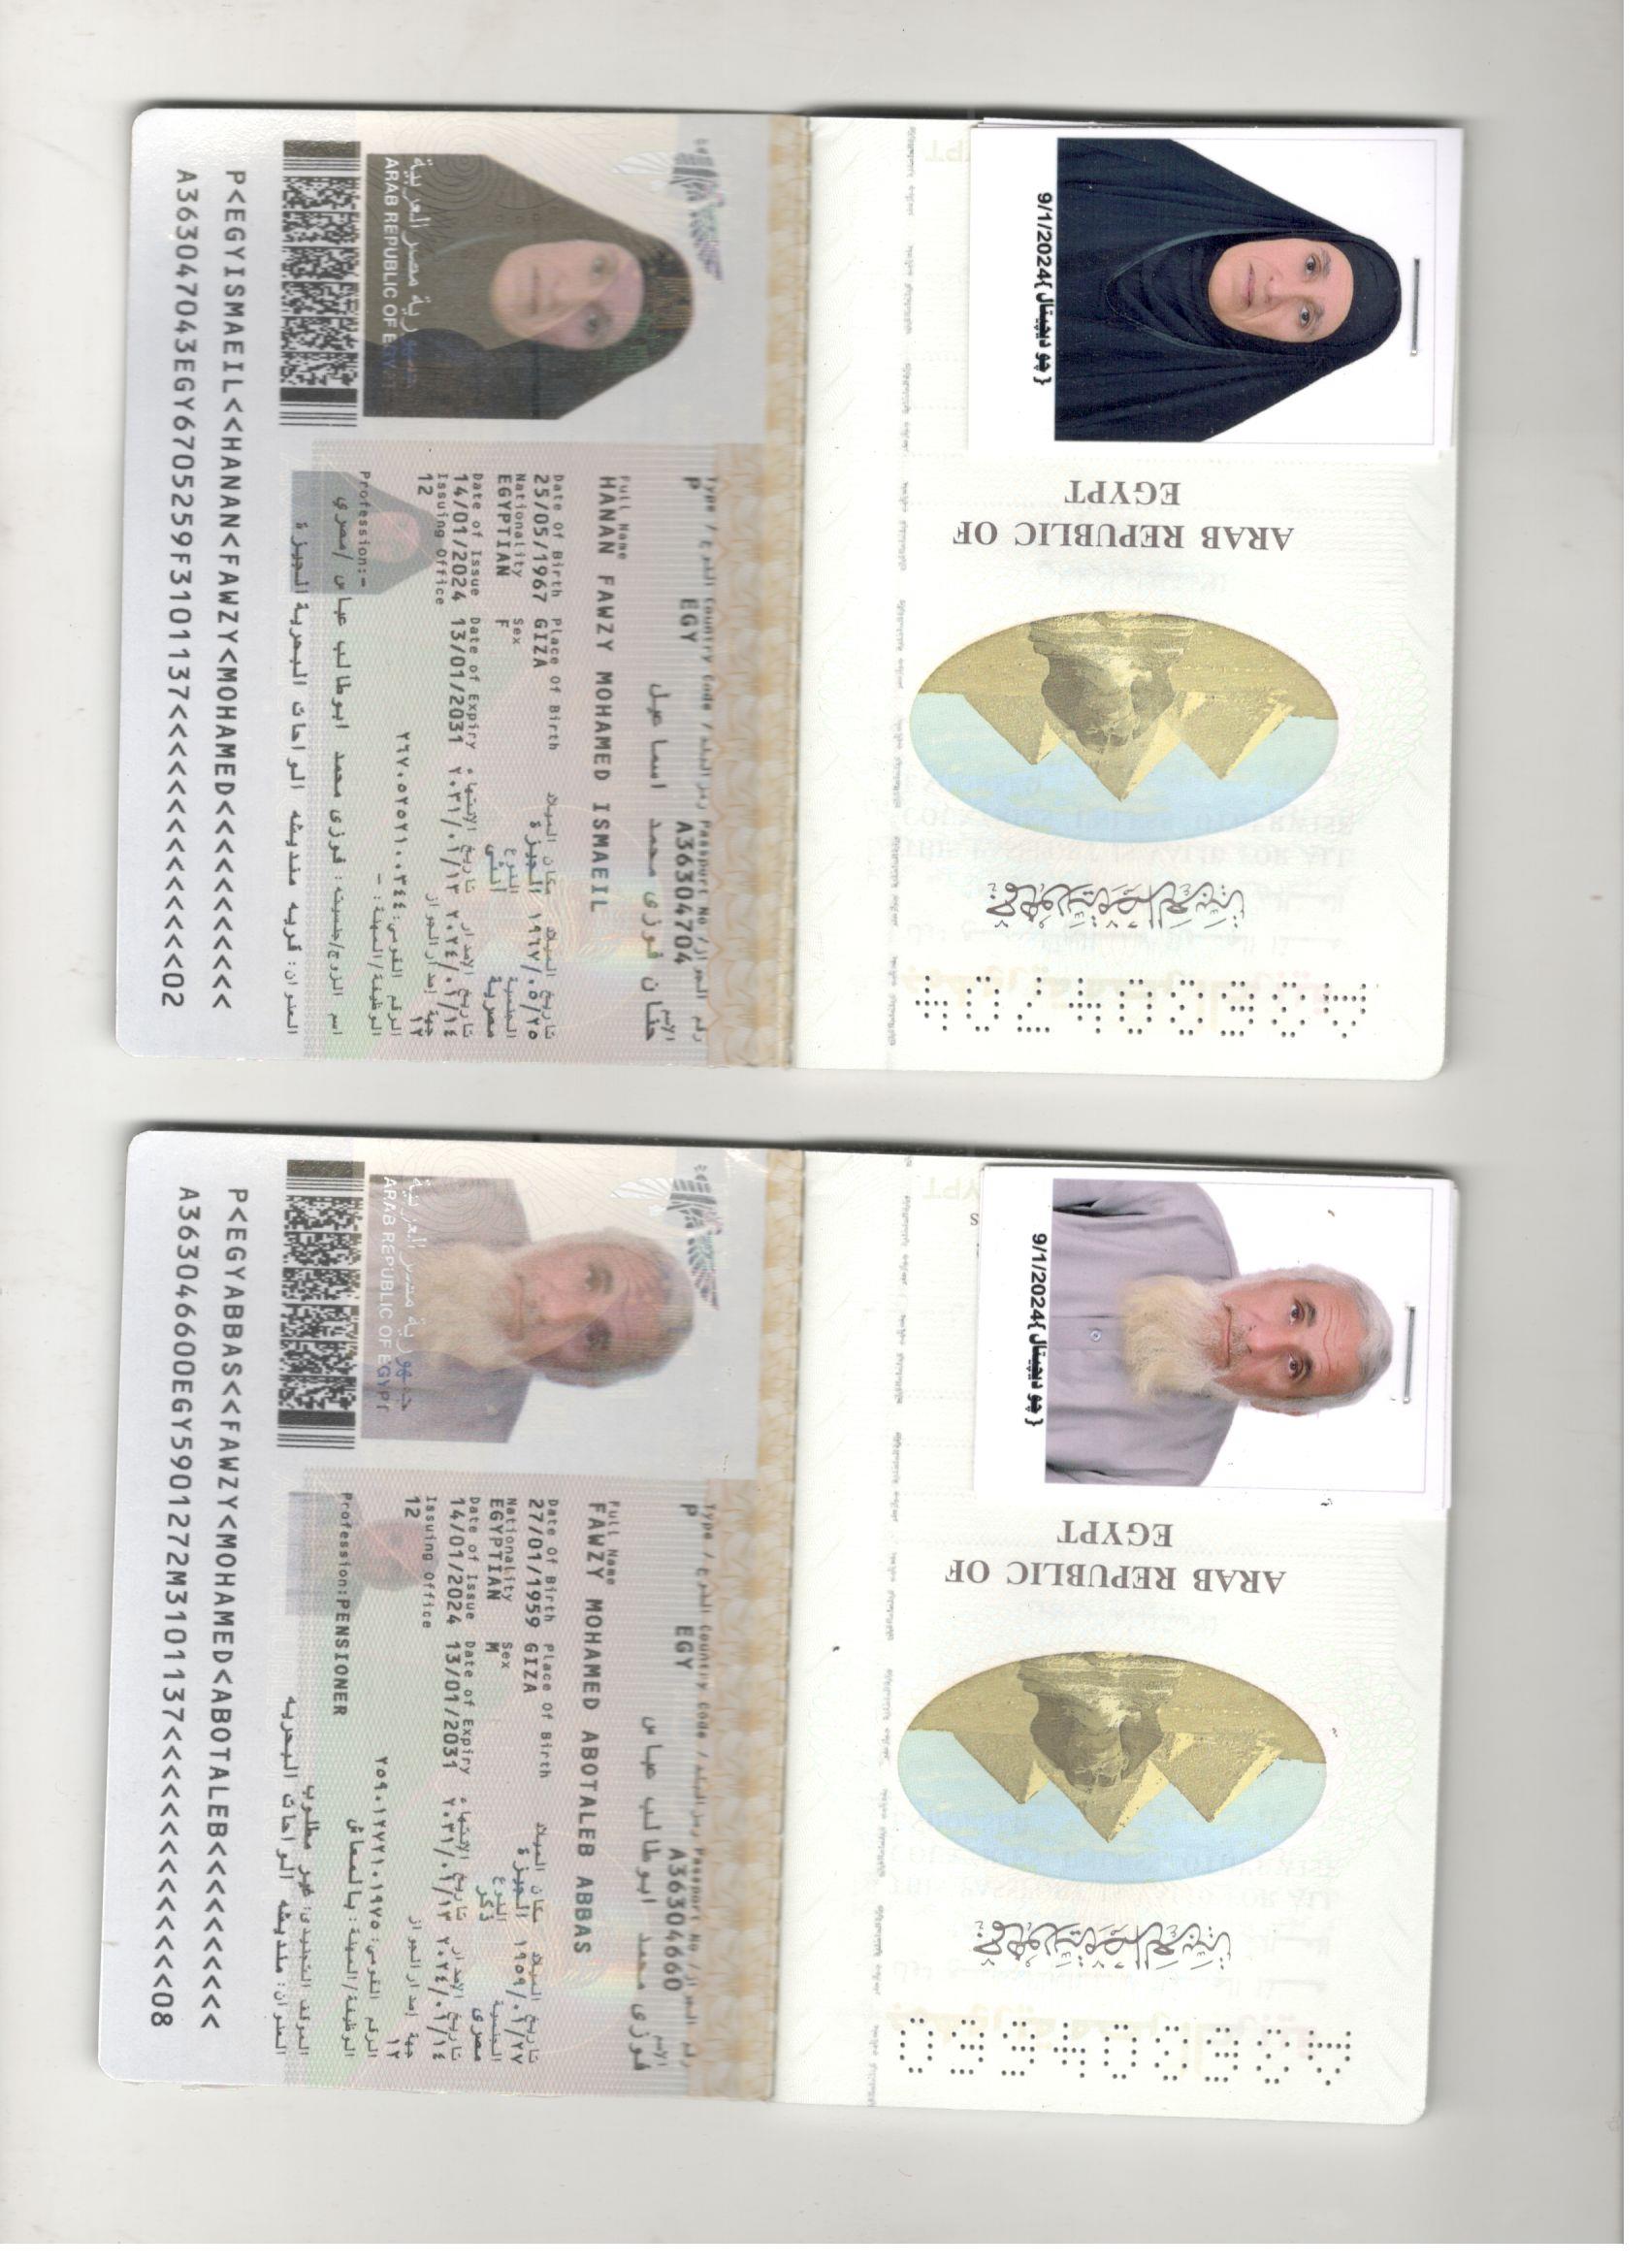 { چو ديچيتال }9/1/2024
ARAB REPUBLIC OF
EGYPT
جمهورية مصر العربية
A36304704
Type / النوع Country Code / رمز البلد Passport No / رقم الجواز
P EGY A36304704
الإسم
حنان فوزى محمد اسماعيل
Full Name
HANAN FAWZY MOHAMED ISMAEIL
Date Of Birth Place Of Birth مكان الميلاد تاريخ الميلاد
25/05/1967 GIZA الجيزة ١٩٦٧/٠٥/٢٥
Nationality Sex النوع الجنسية
EGYPTIAN F أنثى مصرية
Date of Issue Date of Expiry تاريخ الإنتهاء تاريخ الإصدار
14/01/2024 13/01/2031 ٢٠٣١/٠١/١٣ ٢٠٢٤/٠١/١٤
Issuing Office جهة إصدار الجواز
12 ١٢
الرقم القومي: ٢٦٧٠٥٢٥٢١٠٠٣٤٤
الوظيفة/المهنة: -
Profession:-
اسم الزوج/جنسيته: فوزى محمد ابوطالب عباس /مصري
العنوان: قريه منديشه الواحات البحرية الجيزة
جمهورية مصر العربية
ARAB REPUBLIC OF EGYPT
P<EGYISMAEIL<<HANAN<FAWZY<MOHAMED<<<<<<<<<<<
A363047043EGY6705259F3101137<<<<<<<<<<<<<<02
{ چو ديچيتال }9/1/2024
ARAB REPUBLIC OF
EGYPT
جمهورية مصر العربية
A36304660
Type / النوع Country Code / رمز البلد Passport No / رقم الجواز
P EGY A36304660
الإسم
فوزى محمد ابوطالب عباس
Full Name
FAWZY MOHAMED ABOTALEB ABBAS
Date Of Birth Place Of Birth مكان الميلاد تاريخ الميلاد
27/01/1959 GIZA الجيزة ١٩٥٩/٠١/٢٧
Nationality Sex النوع الجنسية
EGYPTIAN M ذكر مصرى
Date of Issue Date of Expiry تاريخ الإنتهاء تاريخ الإصدار
14/01/2024 13/01/2031 ٢٠٣١/٠١/١٣ ٢٠٢٤/٠١/١٤
Issuing Office جهة إصدار الجواز
12 ١٢
الرقم القومي: ٢٥٩٠١٢٧٢١٠١٩٧٥
الوظيفة/المهنة: بالمعاش
Profession:PENSIONER
الموقف التجنيدى: غير مطلوب
العنوان: منديشه الواحات البحريه
جمهورية مصر العربية
ARAB REPUBLIC OF EGYPT
P<EGYABBAS<<FAWZY<MOHAMED<ABOTALEB<<<<<<<<<<
A363046600EGY5901272M3101137<<<<<<<<<<<<<<08